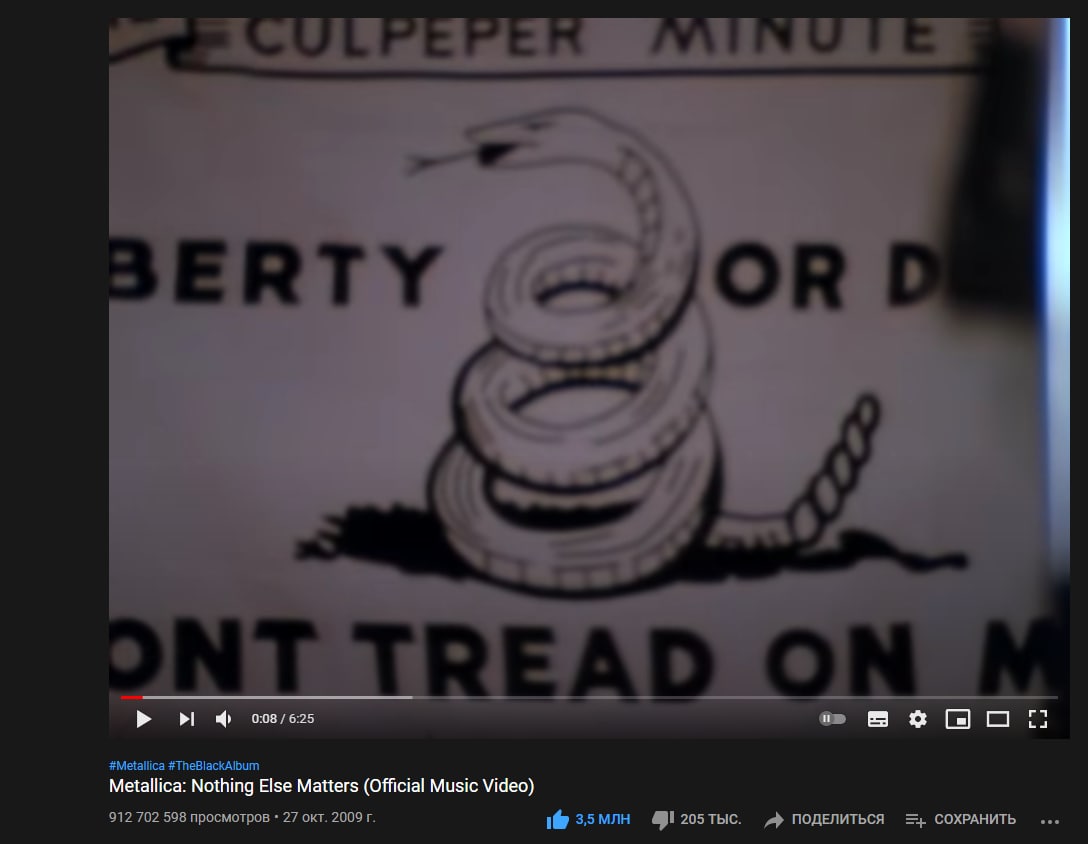 CULPEPER MINUTE
BERTY OR D
ONT TREAD ON M
0:08 / 6:25
#Metallica #TheBlackAlbum
Metallica: Nothing Else Matters (Official Music Video)
912 702 598 просмотров • 27 окт. 2009 г.
3,5 МЛН 205 ТЫС. ПОДЕЛИТЬСЯ СОХРАНИТЬ